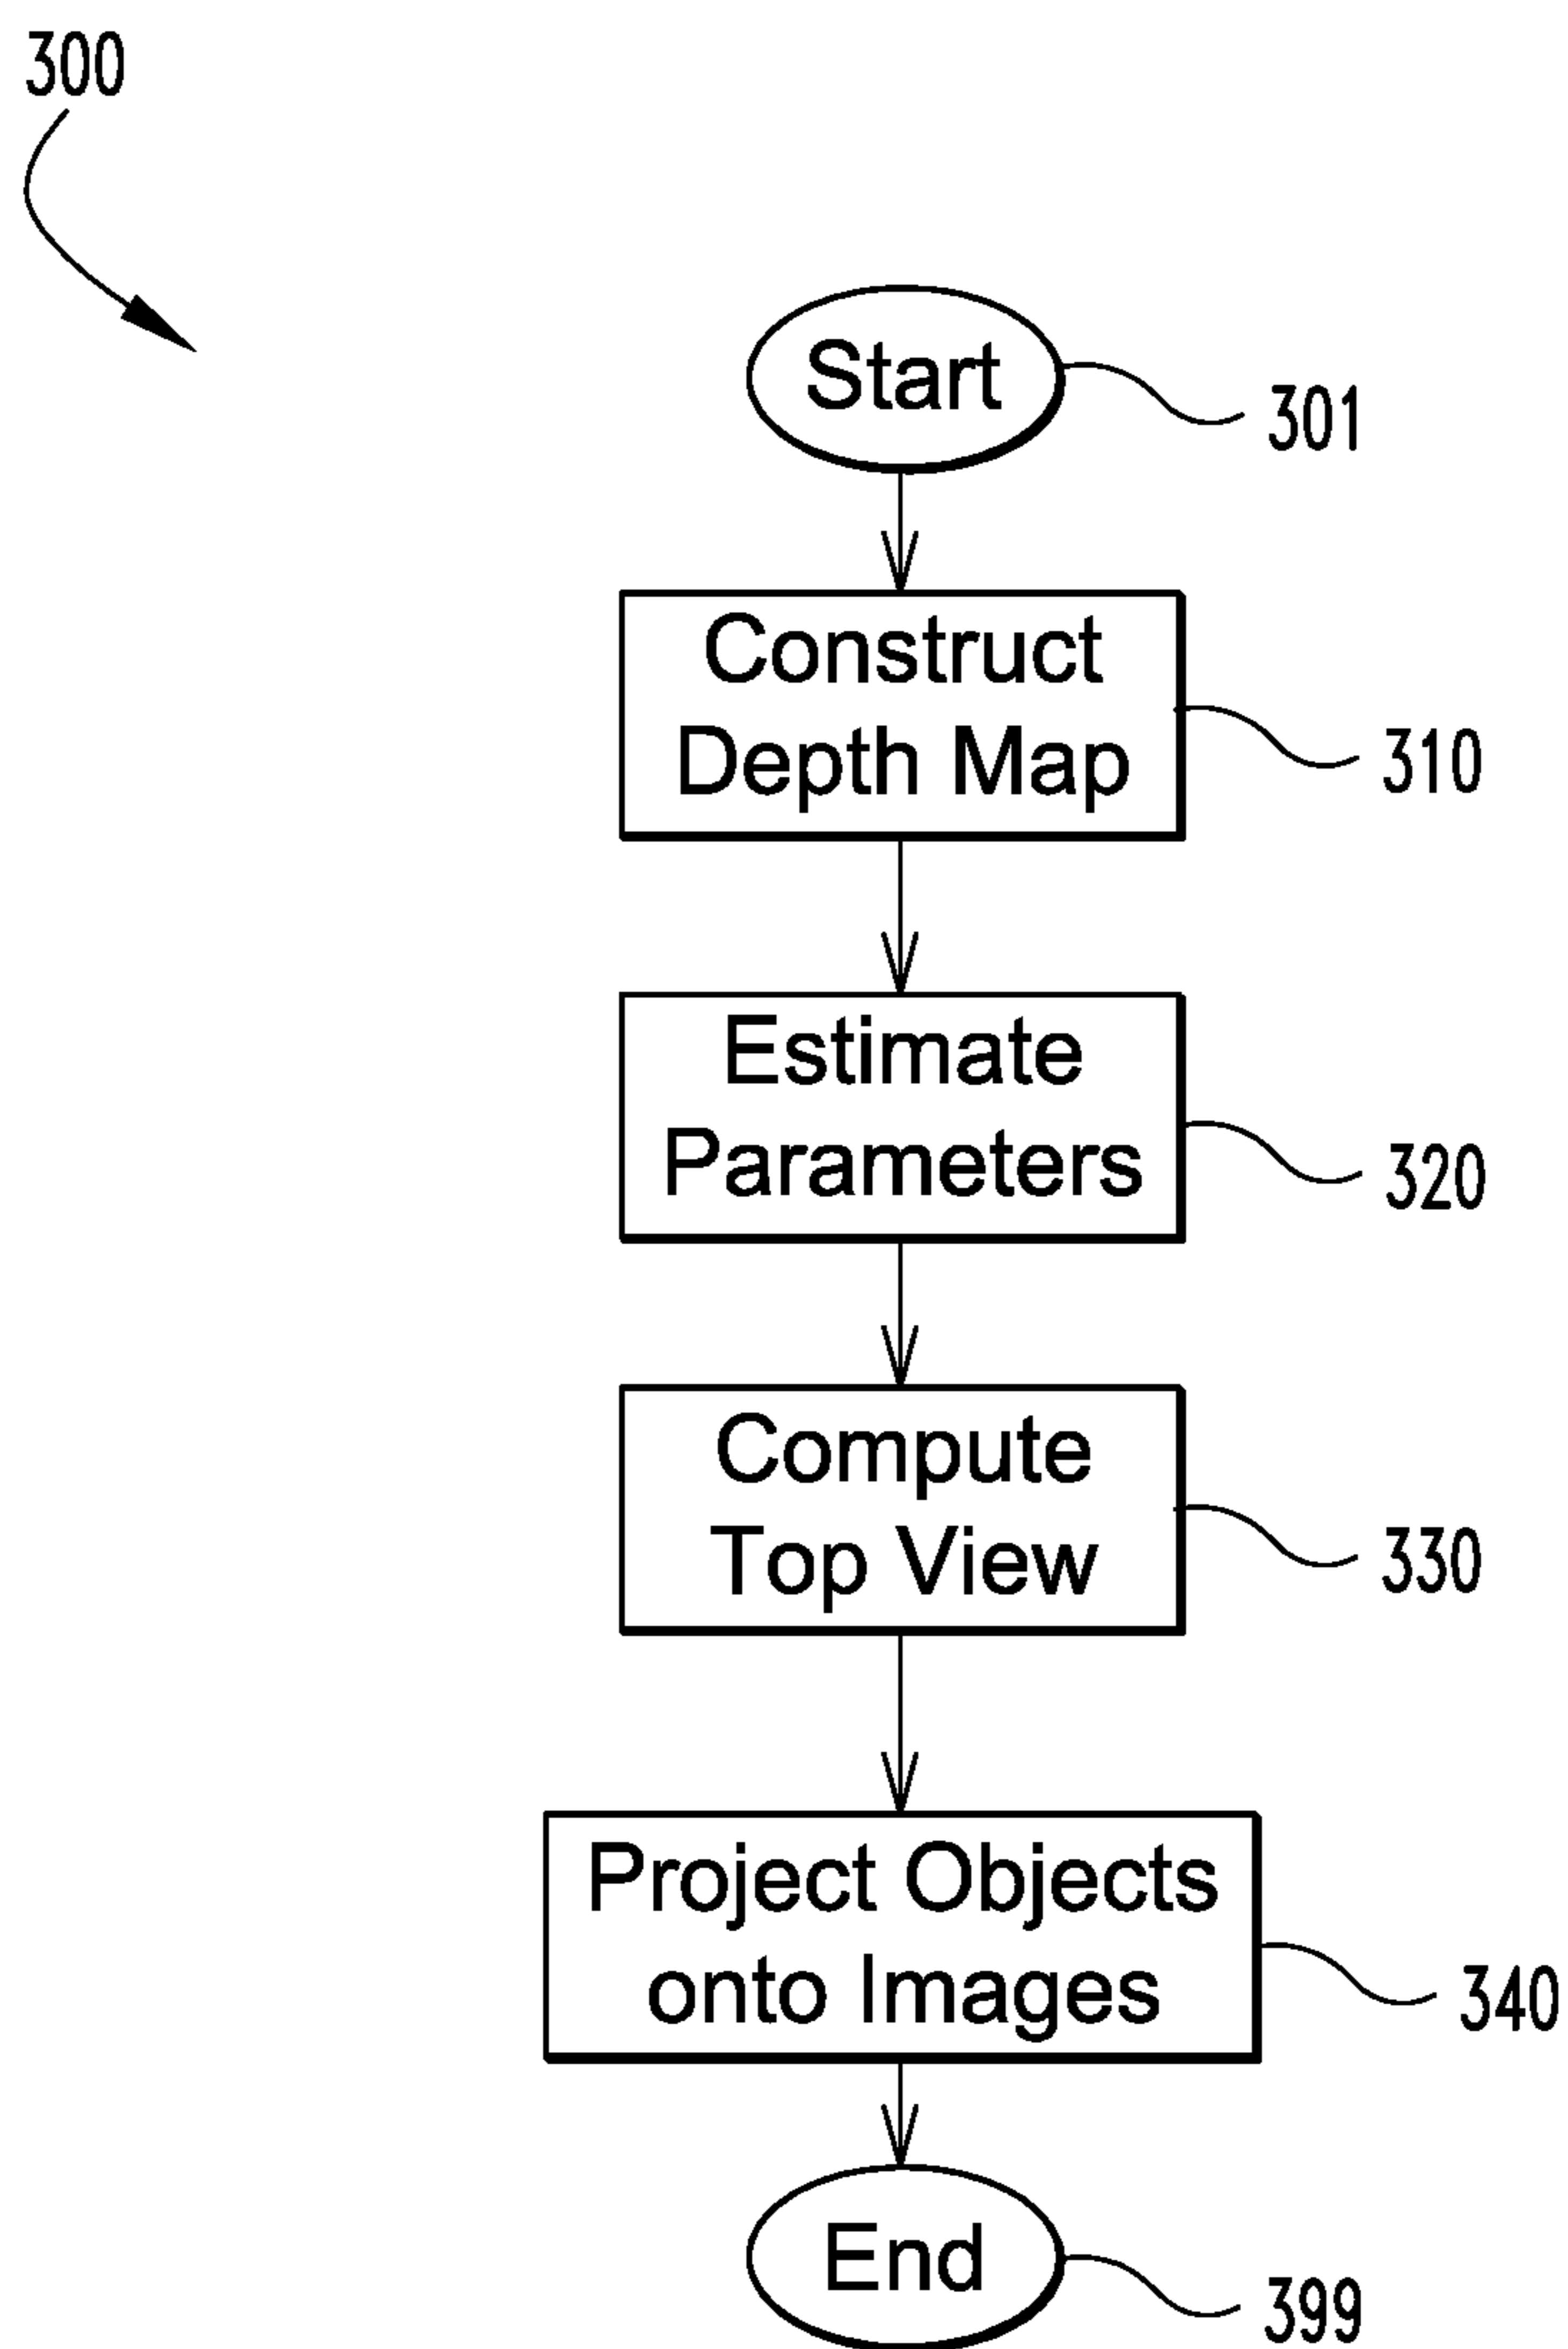 300
Start
301
Construct
Depth Map
310
Estimate
Parameters
320
Compute
Top View
330
Project Objects
onto Images
340
End
399